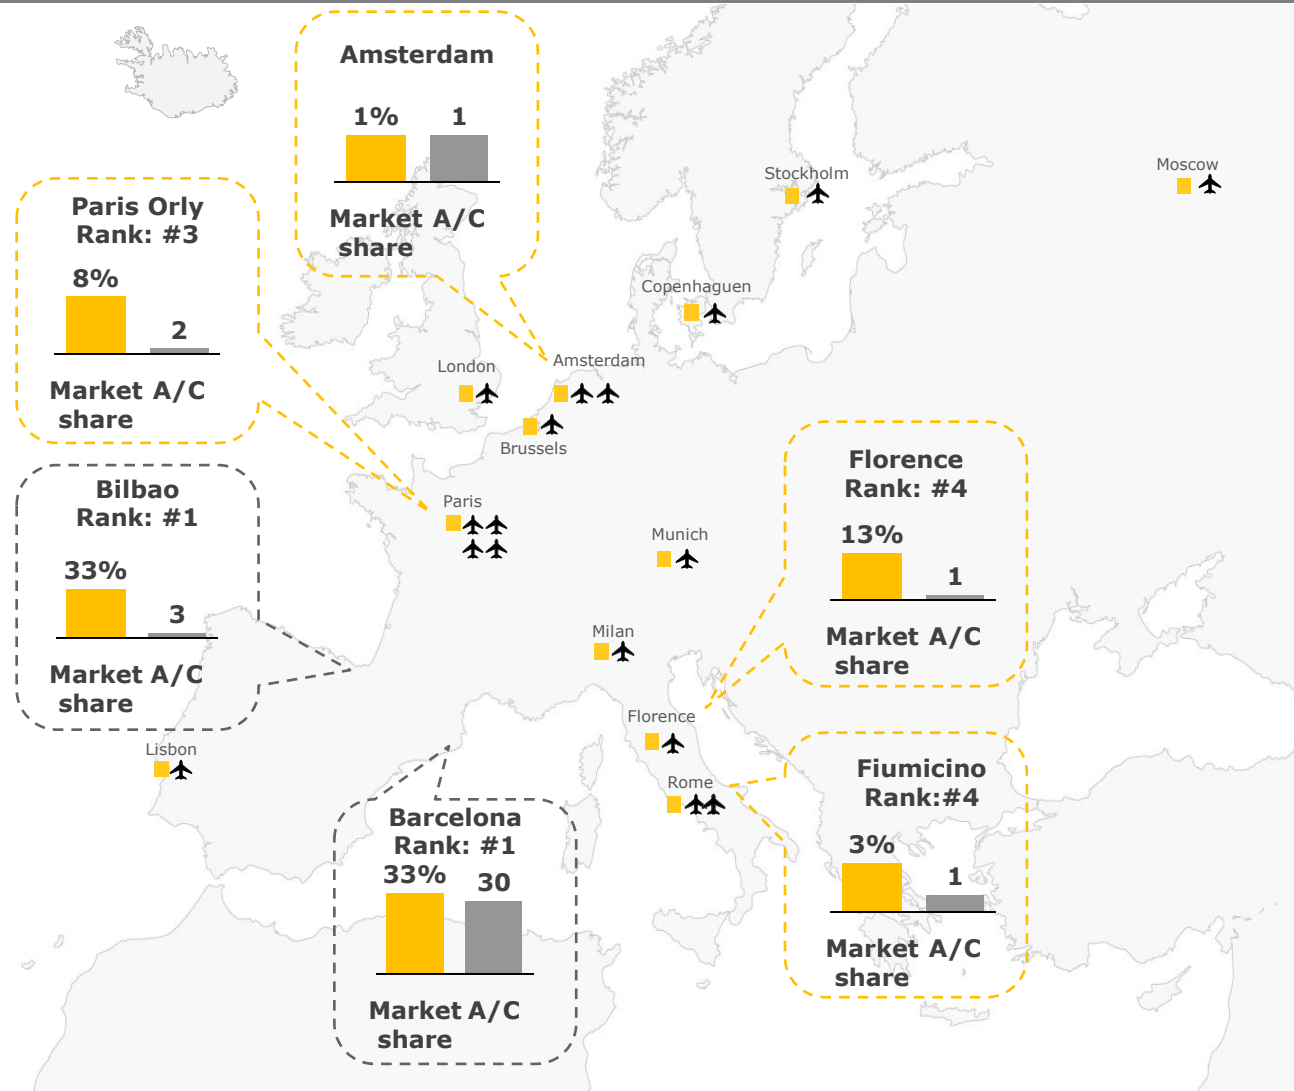 Amsterdam
1% 1
Market A/C
share
Stockholm
Moscow
Paris Orly
Rank: #3
8%
2
Market A/C
share
Copenhaguen
London
Amsterdam
Brussels
Bilbao
Rank: #1
33%
3
Market A/C
share
Paris
Munich
Florence
Rank: #4
13%
1
Market A/C
share
Milan
Florence
Lisbon
Rome
Fiumicino
Rank:#4
3%
1
Market A/C
share
Barcelona
Rank: #1
33% 30
Market A/C
share